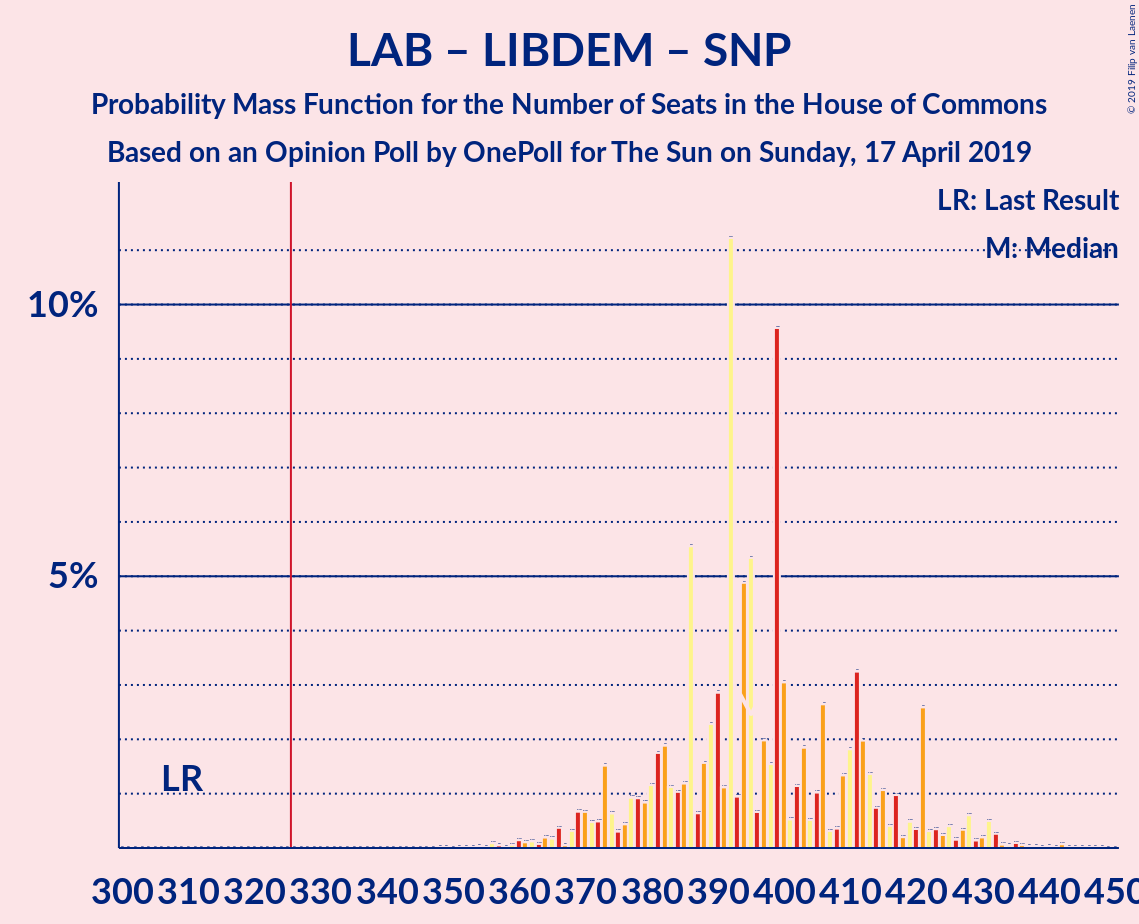 © 2019 Filip van Laenen
LAB – LIBDEM – SNP
Probability Mass Function for the Number of Seats in the House of Commons
Based on an Opinion Poll by OnePoll for The Sun on Sunday, 17 April 2019
LR: Last Result
M: Median
10%
5%
LR
300 310 320 330 340 350 360 370 380 390 400 410 420 430 440 450